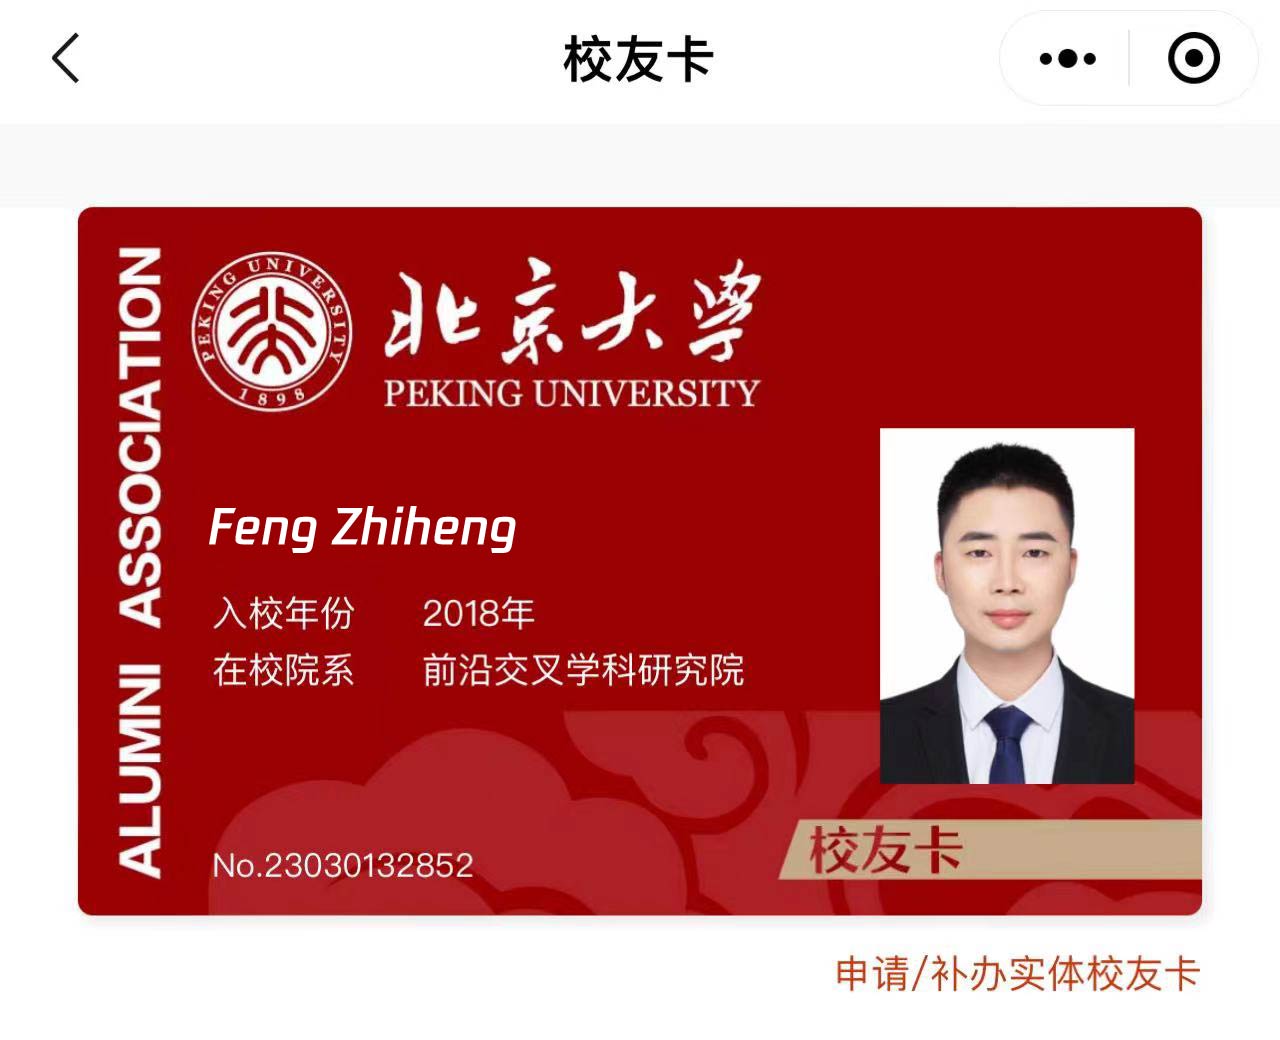 校友卡
ALUMNI ASSOCIATION
PEKING UNIVERSITY
1898
北京大学
PEKING UNIVERSITY
Feng Zhiheng
入校年份 2018年
在校院系 前沿交叉学科研究院
No.23030132852
校友卡
申请/补办实体校友卡